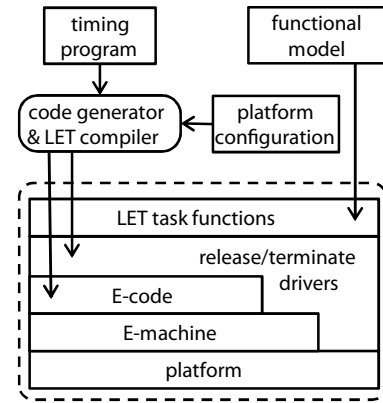 timing
program
functional
model
code generator
& LET compiler
platform
configuration
LET task functions
release/terminate
drivers
E-code
E-machine
platform